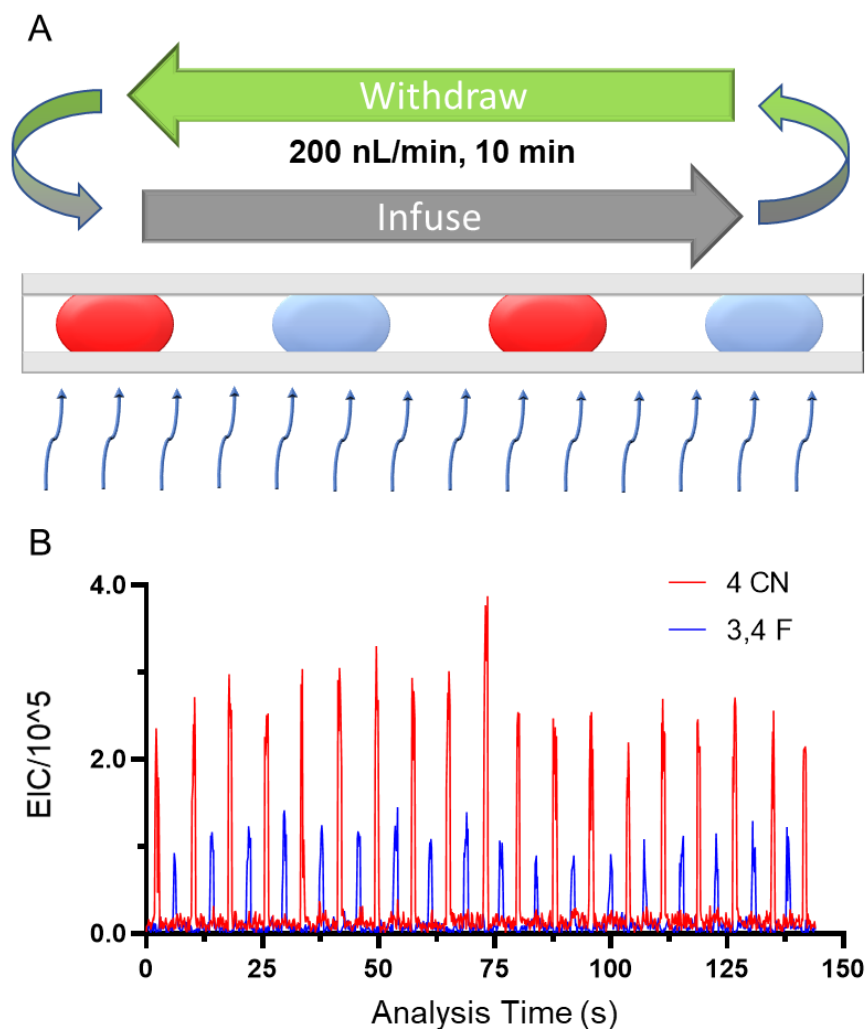 A
Withdraw
200 nL/min, 10 min
Infuse
B
4.0
4 CN
3,4 F
EIC/10^5
2.0
0.0
0
25
50
75
100
125
150
Analysis Time (s)